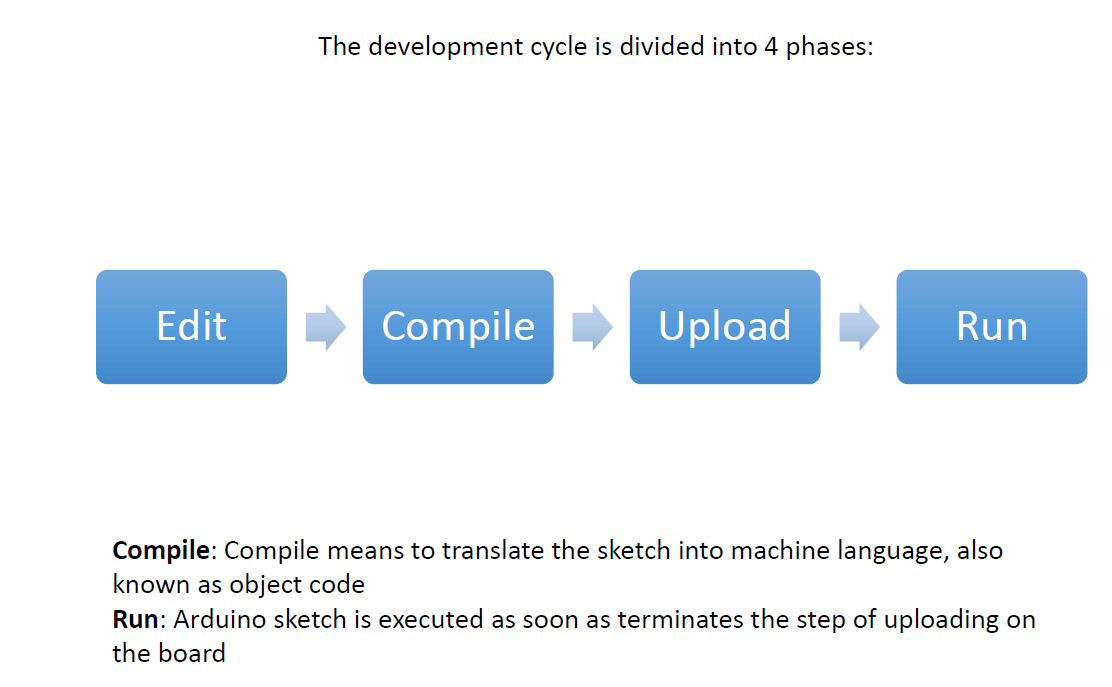 The development cycle is divided into 4 phases:
Edit
Compile
Upload
Run
Compile: Compile means to translate the sketch into machine language, also
known as object code
Run: Arduino sketch is executed as soon as terminates the step of uploading on
the board